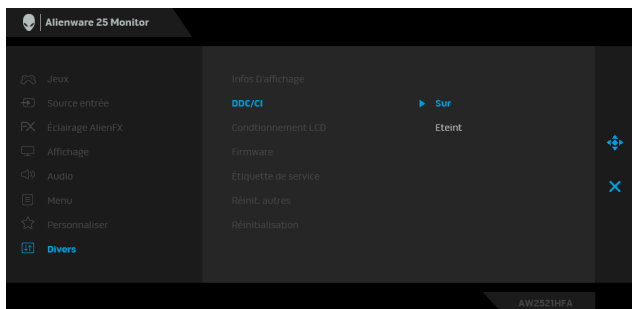 Alienware 25 Monitor
Jeux
Infos D'affichage
Source entrée
DDC/CI
Sur
Éclairage AlienFX
Condtionnement LCD
Eteint
Affichage
Firmware
Audio
Étiquette de service
Menu
Réinit. autres
Personnaliser
Réinitialisation
Divers
AW2521HFA